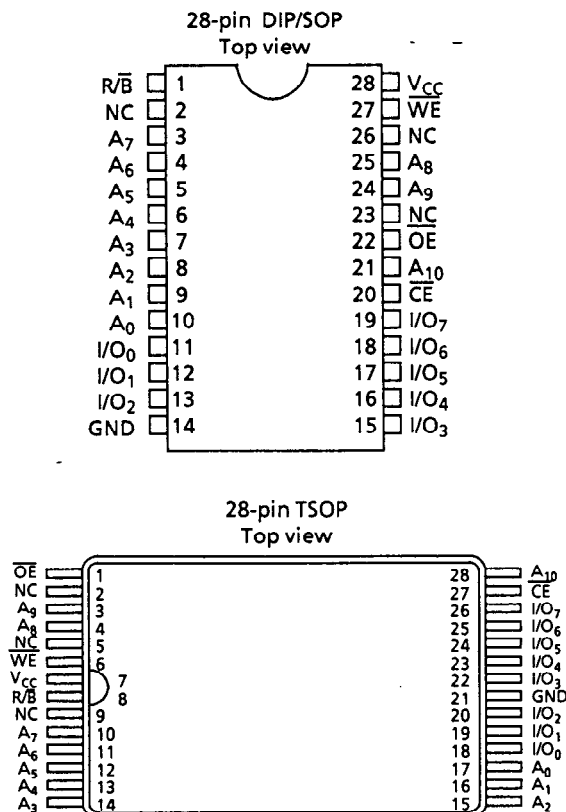 28-pin DIP/SOP
Top view
R/B̅ 1 28 V_CC
NC 2 27 W̅E̅
A₇ 3 26 NC
A₆ 4 25 A₈
A₅ 5 24 A₉
A₄ 6 23 NC
A₃ 7 22 O̅E̅
A₂ 8 21 A₁₀
A₁ 9 20 C̅E̅
A₀ 10 19 I/O₇
I/O₀ 11 18 I/O₆
I/O₁ 12 17 I/O₅
I/O₂ 13 16 I/O₄
GND 14 15 I/O₃
28-pin TSOP
Top view
O̅E̅ 1 28 A₁₀
NC 2 27 C̅E̅
A₉ 3 26 I/O₇
A₈ 4 25 I/O₆
NC 5 24 I/O₅
W̅E̅ 6 23 I/O₄
V_CC 7 22 I/O₃
R/B̅ 8 21 GND
NC 9 20 I/O₂
A₇ 10 19 I/O₁
A₆ 11 18 I/O₀
A₅ 12 17 A₀
A₄ 13 16 A₁
A₃ 14 15 A₂